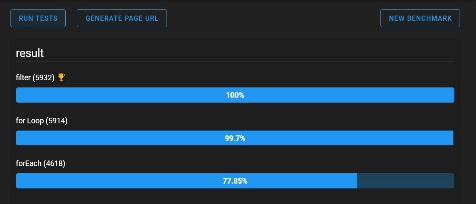 RUN TESTS
GENERATE PAGE URL
NEW BENCHMARK
result
filter (5932)
100%
for Loop (5914)
99.7%
forEach (4618)
77.85%